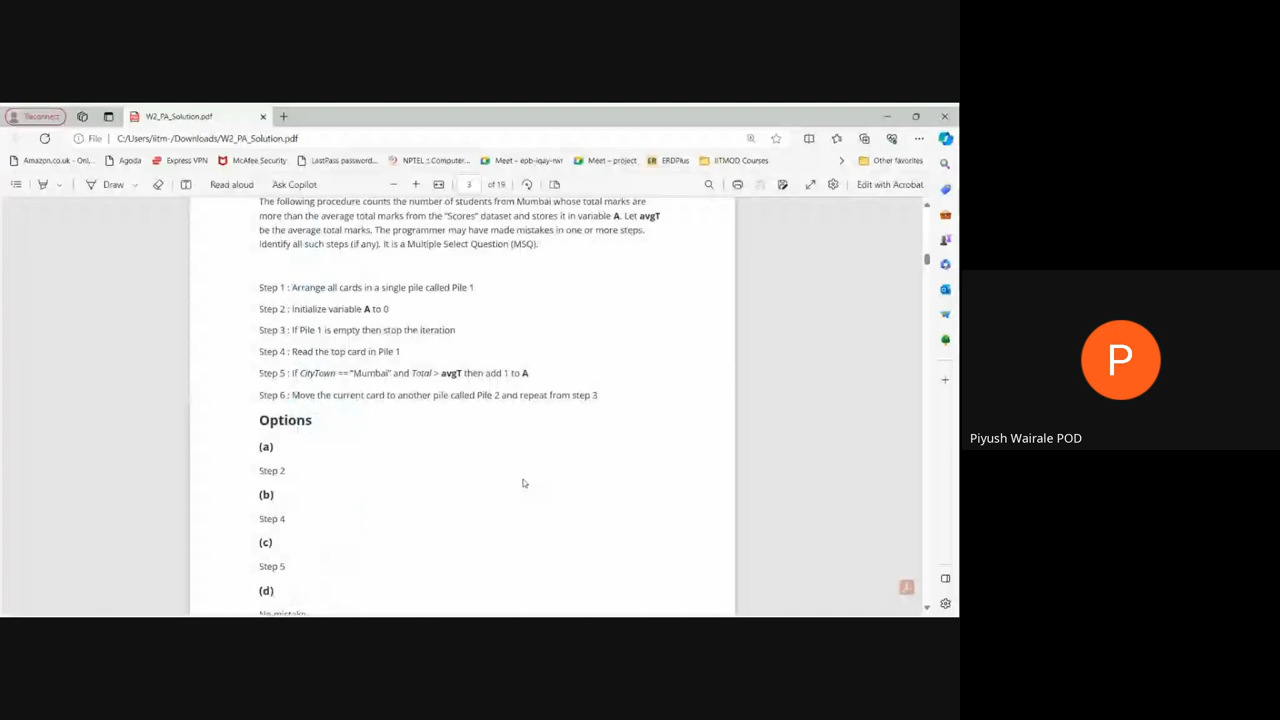 Reconnect
W2_PA_Solution.pdf
File
C:/Users/iitm-/Downloads/W2_PA_Solution.pdf
Amazon.co.uk - Onl...
Agoda
Express VPN
McAfee Security
LastPass password...
NPTEL :: Computer...
Meet – epb-iqay-rwr
Meet – project
ERDPlus
IITMOD Courses
Other favorites
Draw
Read aloud
Ask Copilot
3 of 19
Edit with Acrobat
The following procedure counts the number of students from Mumbai whose total marks are
more than the average total marks from the "Scores" dataset and stores it in variable A. Let avgT
be the average total marks. The programmer may have made mistakes in one or more steps.
Identify all such steps (if any). It is a Multiple Select Question (MSQ).
Step 1 : Arrange all cards in a single pile called Pile 1
Step 2 : Initialize variable A to 0
Step 3 : If Pile 1 is empty then stop the iteration
Step 4 : Read the top card in Pile 1
Step 5 : If CityTown == "Mumbai" and Total > avgT then add 1 to A
Step 6 : Move the current card to another pile called Pile 2 and repeat from step 3
Options
(a)
Step 2
(b)
Step 4
(c)
Step 5
(d)
P
Piyush Wairale POD